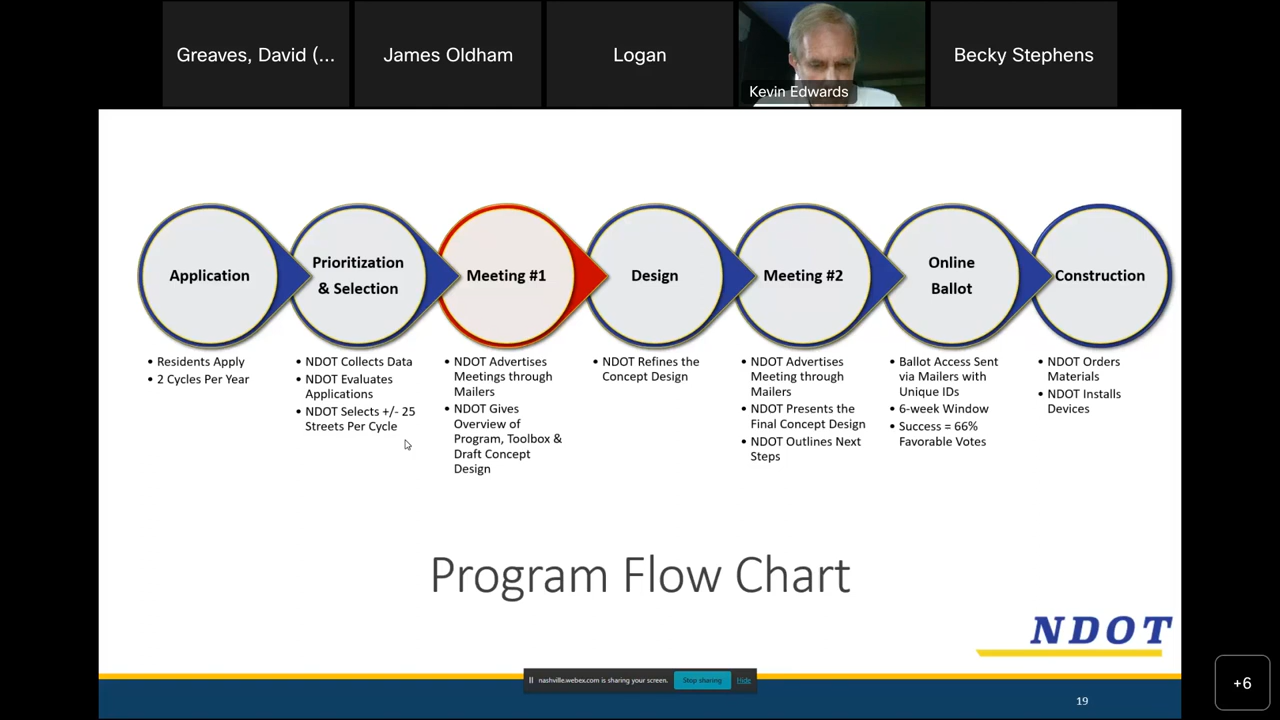 Greaves, David (...
James Oldham
Logan
Kevin Edwards
Becky Stephens
Application
Prioritization
& Selection
Meeting #1
Design
Meeting #2
Online
Ballot
Construction
• Residents Apply
• 2 Cycles Per Year
• NDOT Collects Data
• NDOT Evaluates
Applications
• NDOT Selects +/- 25
Streets Per Cycle
• NDOT Advertises
Meetings through
Mailers
• NDOT Gives
Overview of
Program, Toolbox &
Draft Concept
Design
• NDOT Refines the
Concept Design
• NDOT Advertises
Meeting through
Mailers
• NDOT Presents the
Final Concept Design
• NDOT Outlines Next
Steps
• Ballot Access Sent
via Mailers with
Unique IDs
• 6-week Window
• Success = 66%
Favorable Votes
• NDOT Orders
Materials
• NDOT Installs
Devices
Program Flow Chart
NDOT
nashville.webex.com is sharing your screen.
Stop sharing
Hide
19
+6